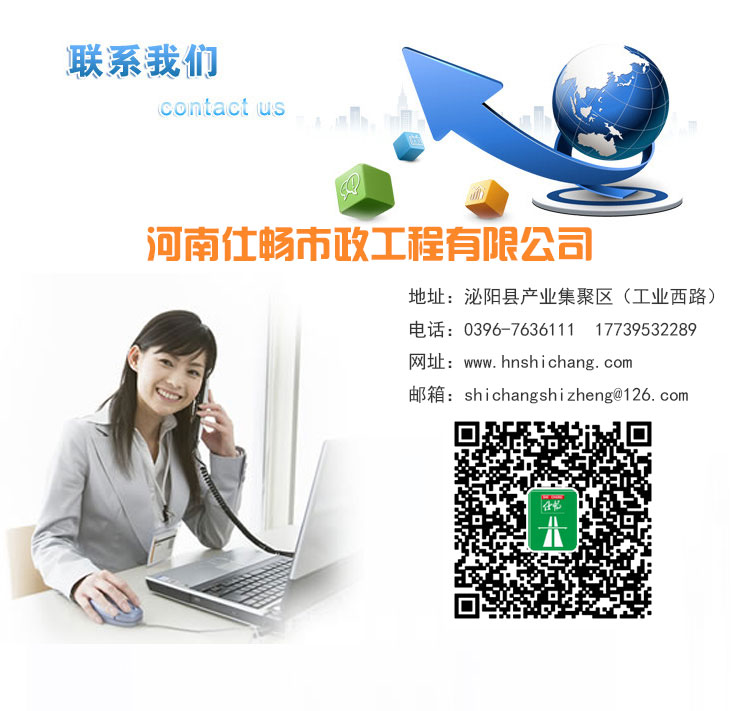 联系我们
contact us
河南仕畅市政工程有限公司
地址：泌阳县产业集聚区（工业西路）
电话：0396-7636111 17739532289
网址：www.hnshichang.com
邮箱：shichangshizheng@126.com
仕畅